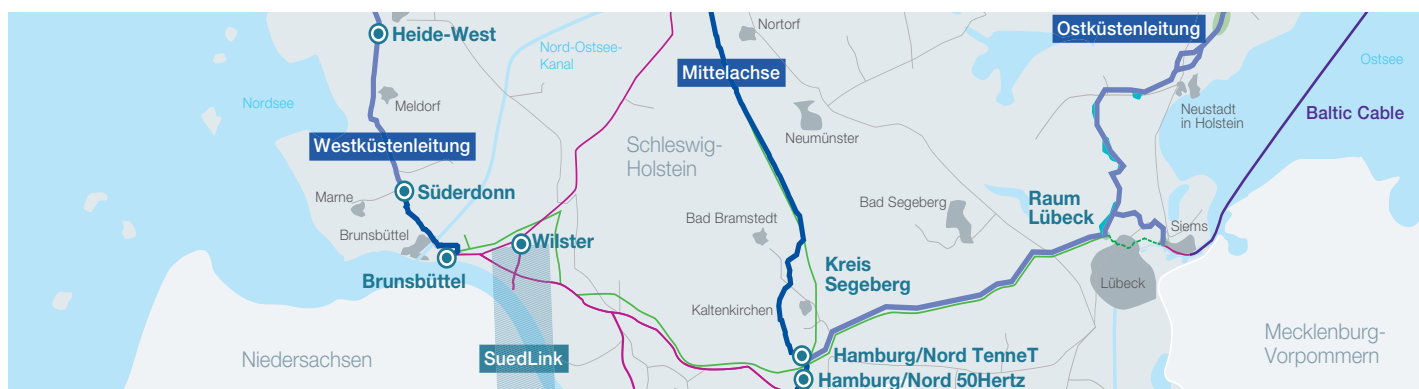 Heide-West
Nord-Ostsee-
Kanal
Nortorf
Ostküstenleitung
Ostsee
Mittelachse
Nordsee
Meldorf
Neustadt
in Holstein
Baltic Cable
Neumünster
Westküstenleitung
Schleswig-
Holstein
Süderdonn
Marne
Bad Segeberg
Raum
Lübeck
Bad Bramstedt
Siems
Brunsbüttel
Wilster
Brunsbüttel
Kreis
Segeberg
Lübeck
Kaltenkirchen
Mecklenburg-
Vorpommern
Niedersachsen
SuedLink
Hamburg/Nord TenneT
Hamburg/Nord 50Hertz